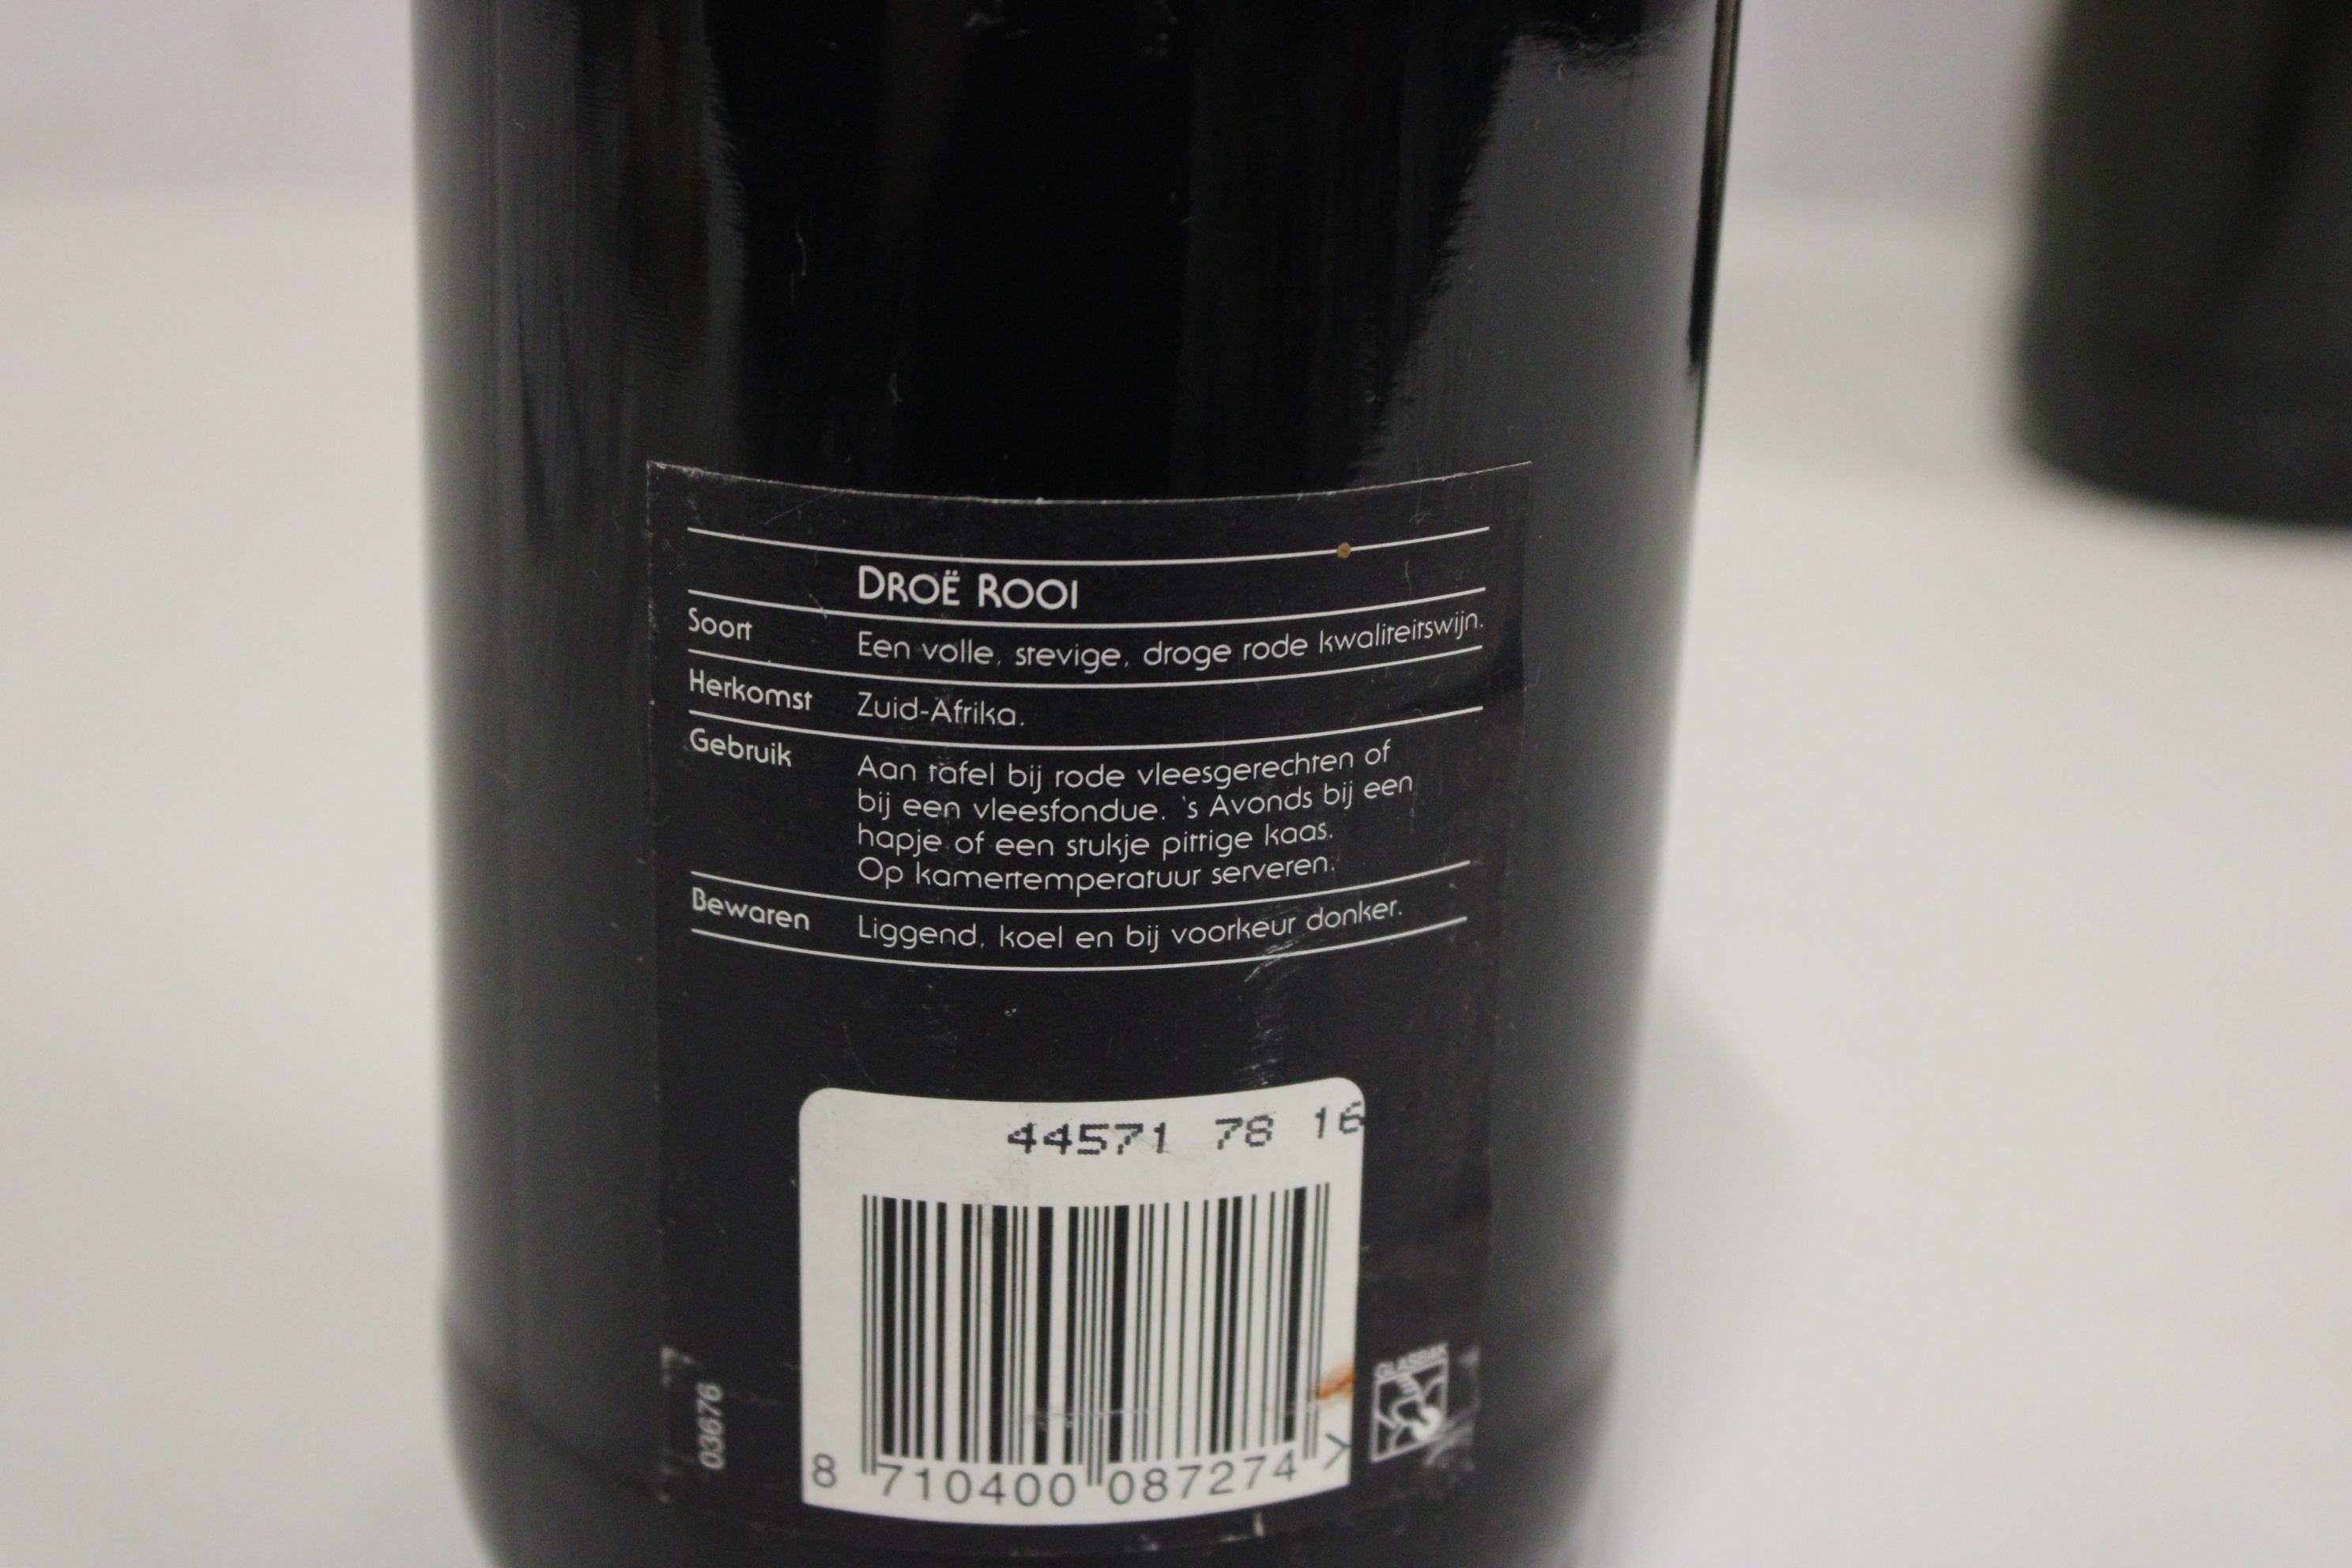 DROË ROOI
Soort Een volle, stevige, droge rode kwaliteitswijn.
Herkomst Zuid-Afrika.
Gebruik Aan tafel bij rode vleesgerechten of
bij een vleesfondue. 's Avonds bij een
hapje of een stukje pittige kaas.
Op kamertemperatuur serveren.
Bewaren Liggend, koel en bij voorkeur donker.
44571 78 16
8 710400 087274 >
03676
GLASBAK